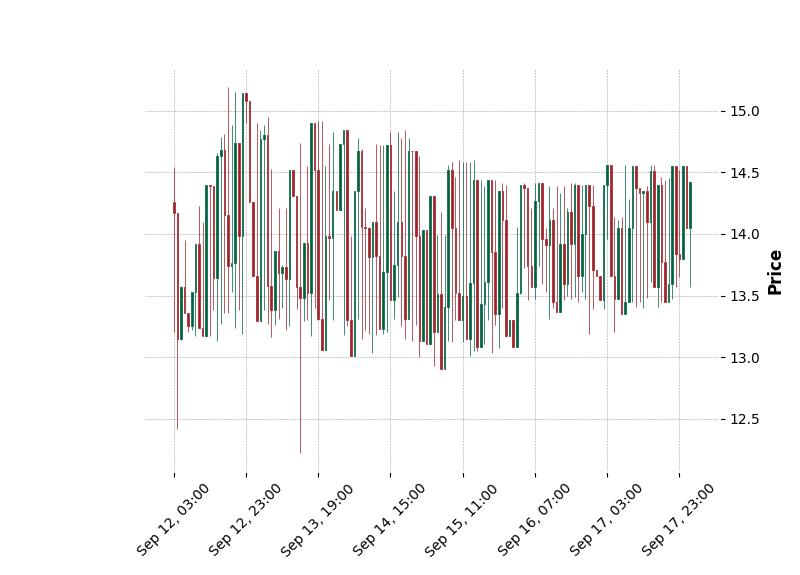 15.0
14.5
14.0
13.5
13.0
12.5
Price
Sep 12, 03:00
Sep 12, 23:00
Sep 13, 19:00
Sep 14, 15:00
Sep 15, 11:00
Sep 16, 07:00
Sep 17, 03:00
Sep 17, 23:00